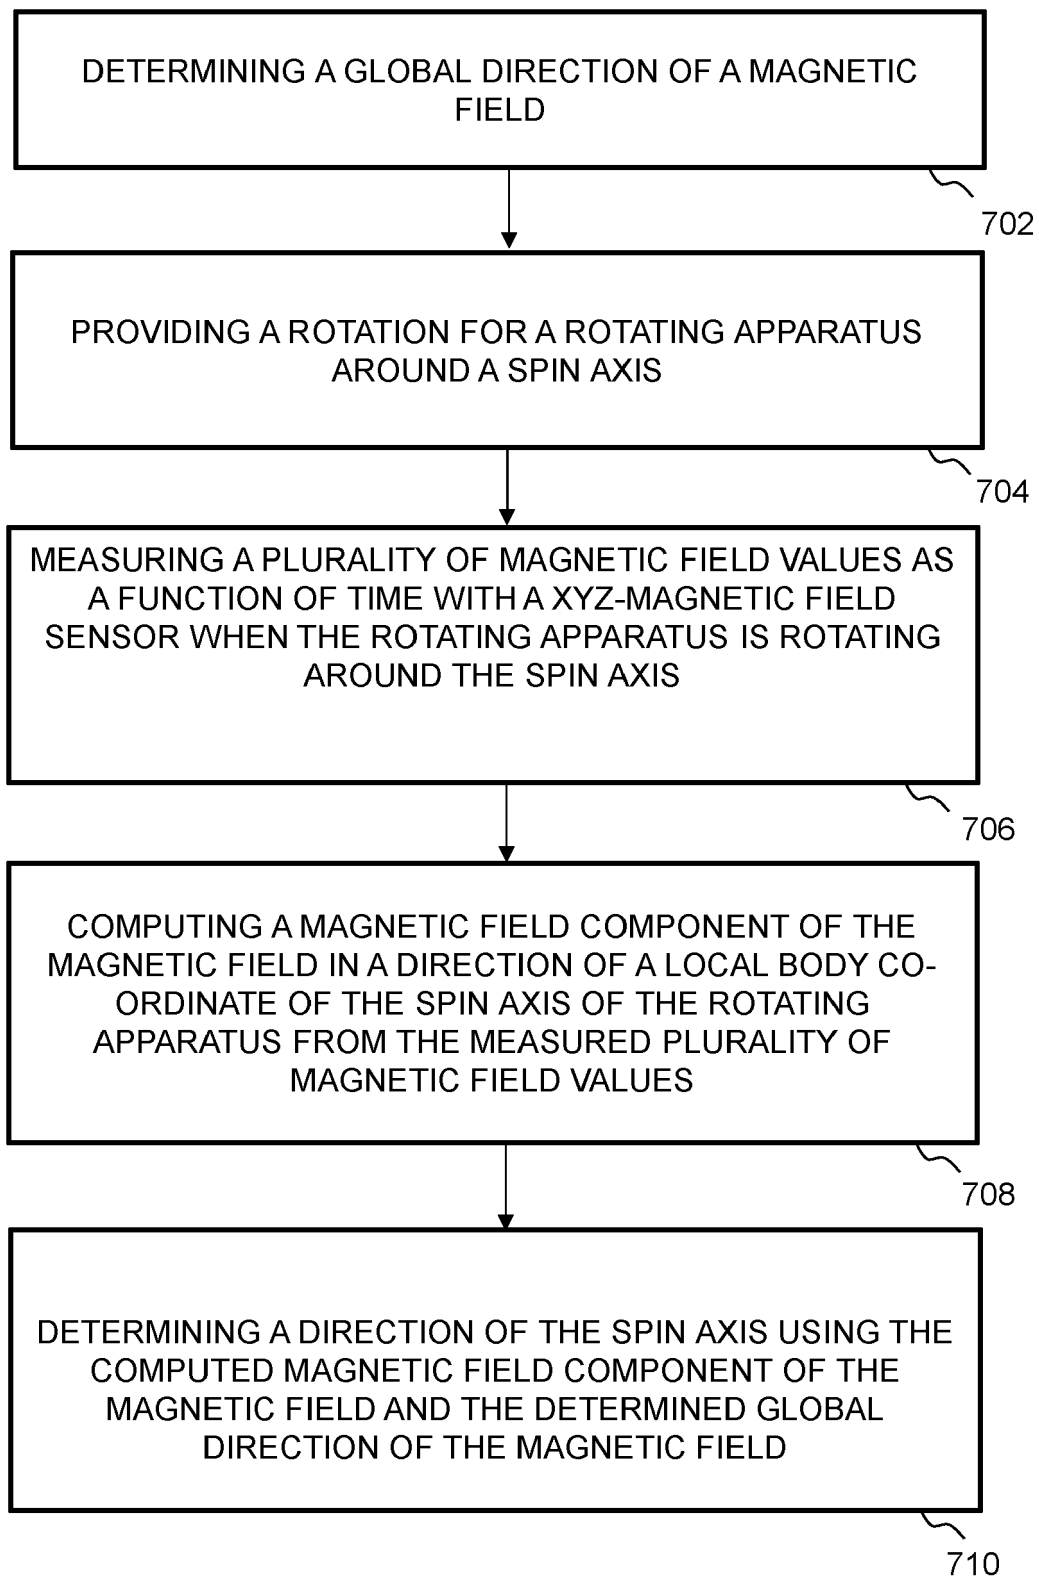 DETERMINING A GLOBAL DIRECTION OF A MAGNETIC
FIELD
702
PROVIDING A ROTATION FOR A ROTATING APPARATUS
AROUND A SPIN AXIS
704
MEASURING A PLURALITY OF MAGNETIC FIELD VALUES AS
A FUNCTION OF TIME WITH A XYZ-MAGNETIC FIELD
SENSOR WHEN THE ROTATING APPARATUS IS ROTATING
AROUND THE SPIN AXIS
706
COMPUTING A MAGNETIC FIELD COMPONENT OF THE
MAGNETIC FIELD IN A DIRECTION OF A LOCAL BODY CO-
ORDINATE OF THE SPIN AXIS OF THE ROTATING
APPARATUS FROM THE MEASURED PLURALITY OF
MAGNETIC FIELD VALUES
708
DETERMINING A DIRECTION OF THE SPIN AXIS USING THE
COMPUTED MAGNETIC FIELD COMPONENT OF THE
MAGNETIC FIELD AND THE DETERMINED GLOBAL
DIRECTION OF THE MAGNETIC FIELD
710